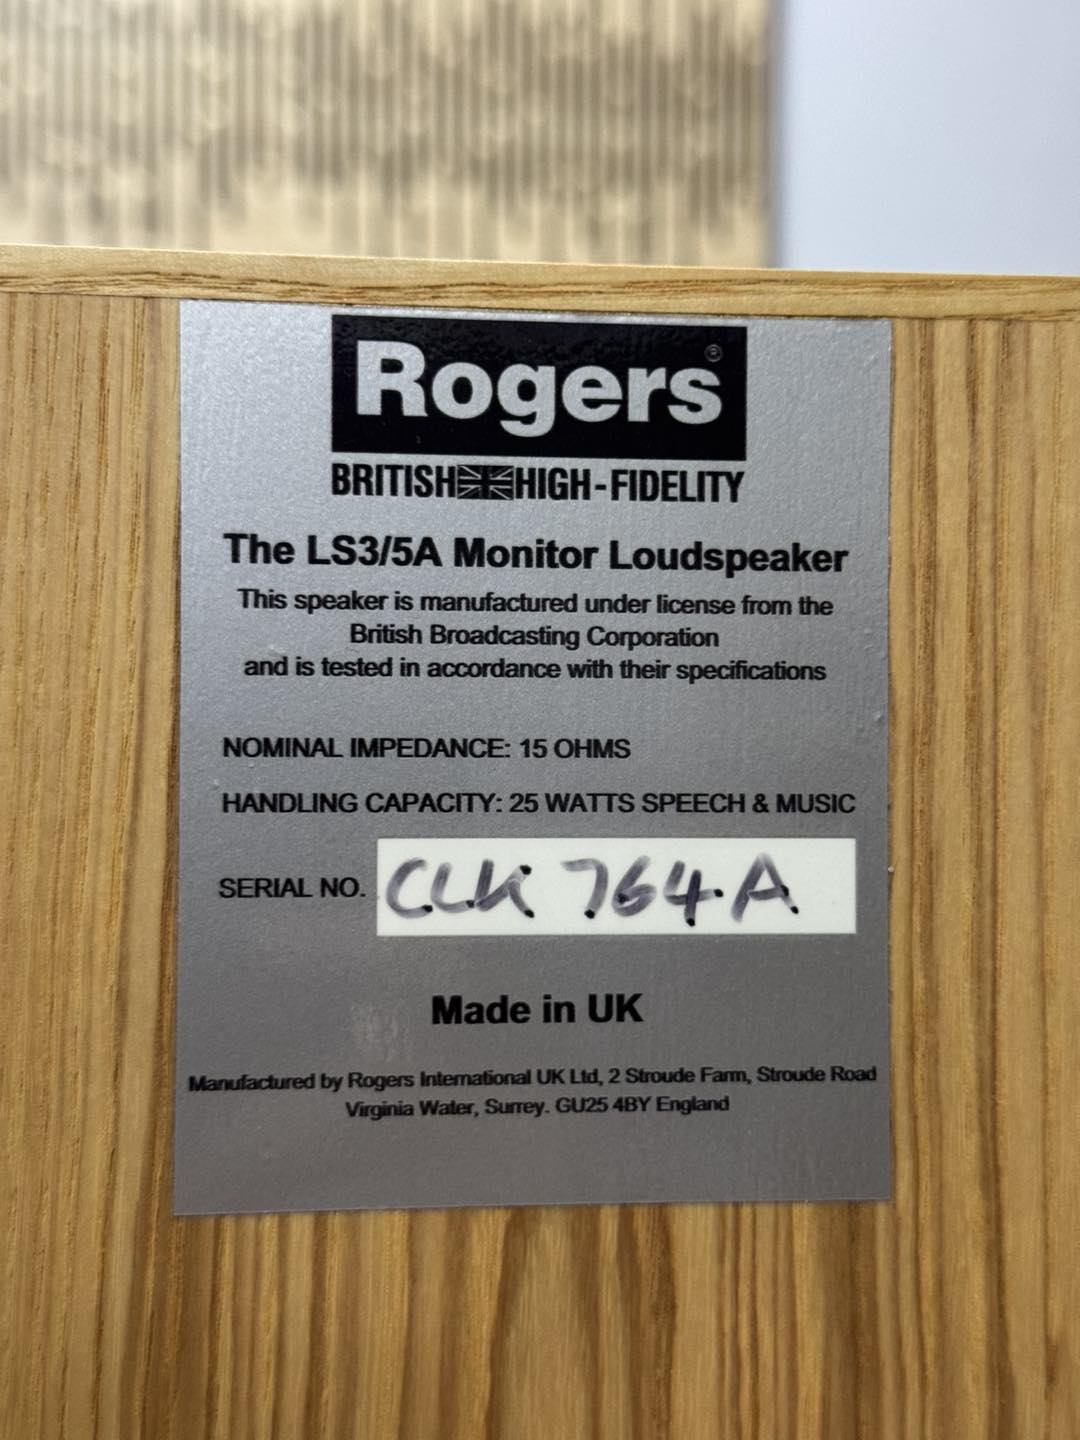 Rogers®
BRITISH HIGH-FIDELITY
The LS3/5A Monitor Loudspeaker
This speaker is manufactured under license from the
British Broadcasting Corporation
and is tested in accordance with their specifications
NOMINAL IMPEDANCE: 15 OHMS
HANDLING CAPACITY: 25 WATTS SPEECH & MUSIC
SERIAL NO. CLK 764A
Made in UK
Manufactured by Rogers International UK Ltd, 2 Stroude Farm, Stroude Road
Virginia Water, Surrey. GU25 4BY England